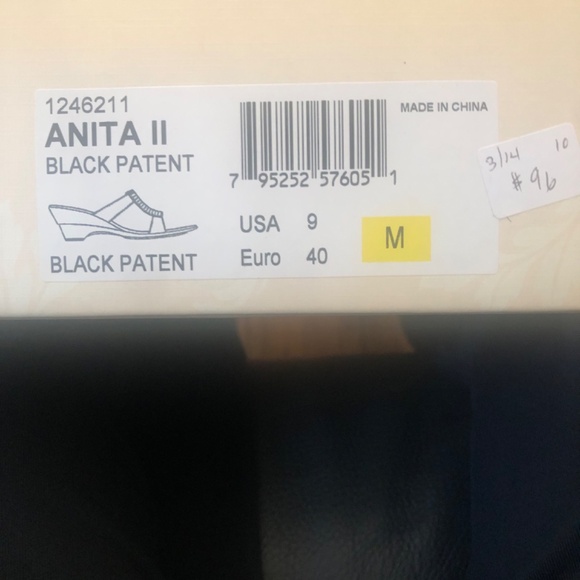 1246211
ANITA II
BLACK PATENT
BLACK PATENT
7 95252 57605 1
USA 9
Euro 40
M
MADE IN CHINA
3/14 10
#96